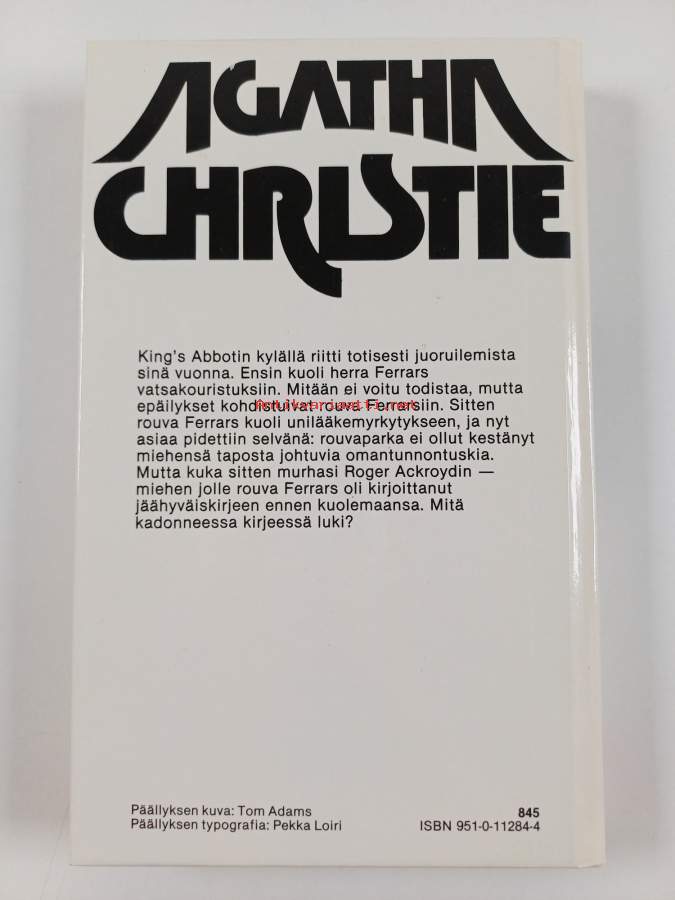 AGATHA
CHRISTIE
King's Abbotin kylällä riitti totisesti juoruilemista
sinä vuonna. Ensin kuoli herra Ferrars
vatsakouristuksiin. Mitään ei voitu todistaa, mutta
epäilykset kohdistuivat rouva Ferrarsiin. Sitten
Antikvariaatti.net
rouva Ferrars kuoli unilääkemyrkytykseen, ja nyt
asiaa pidettiin selvänä: rouvaparka ei ollut kestänyt
miehensä taposta johtuvia omantunnontuskia.
Mutta kuka sitten murhasi Roger Ackroydin —
miehen jolle rouva Ferrars oli kirjoittanut
jäähyväiskirjeen ennen kuolemaansa. Mitä
kadonneessa kirjeessä luki?
Päällyksen kuva: Tom Adams
Päällyksen typografia: Pekka Loiri
845
ISBN 951-0-11284-4